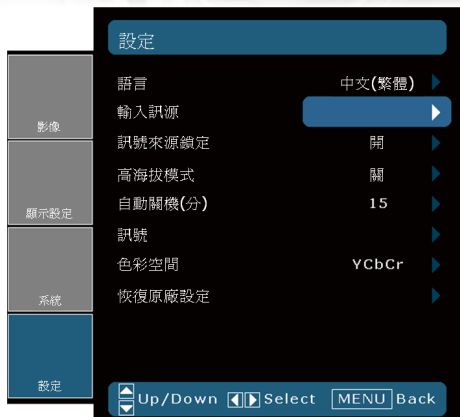 設定
影像
顯示設定
系統
設定
語言 中文(繁體)
輸入訊源
訊號來源鎖定 開
高海拔模式 關
自動關機(分) 15
訊號
色彩空間 YCbCr
恢復原廠設定
Up/Down Select MENU Back